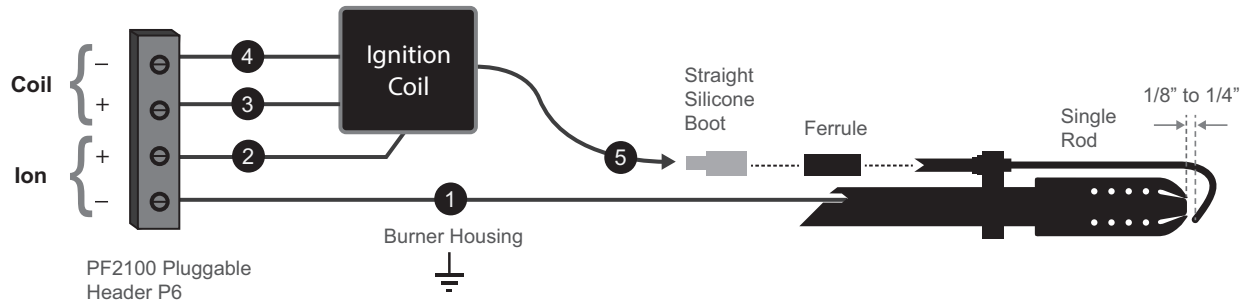 Coil
−
+
Ion
+
−
4
3
2
1
5
Ignition
Coil
Straight
Silicone
Boot
Ferrule
Single
Rod
1/8” to 1/4”
Burner Housing
PF2100 Pluggable
Header P6